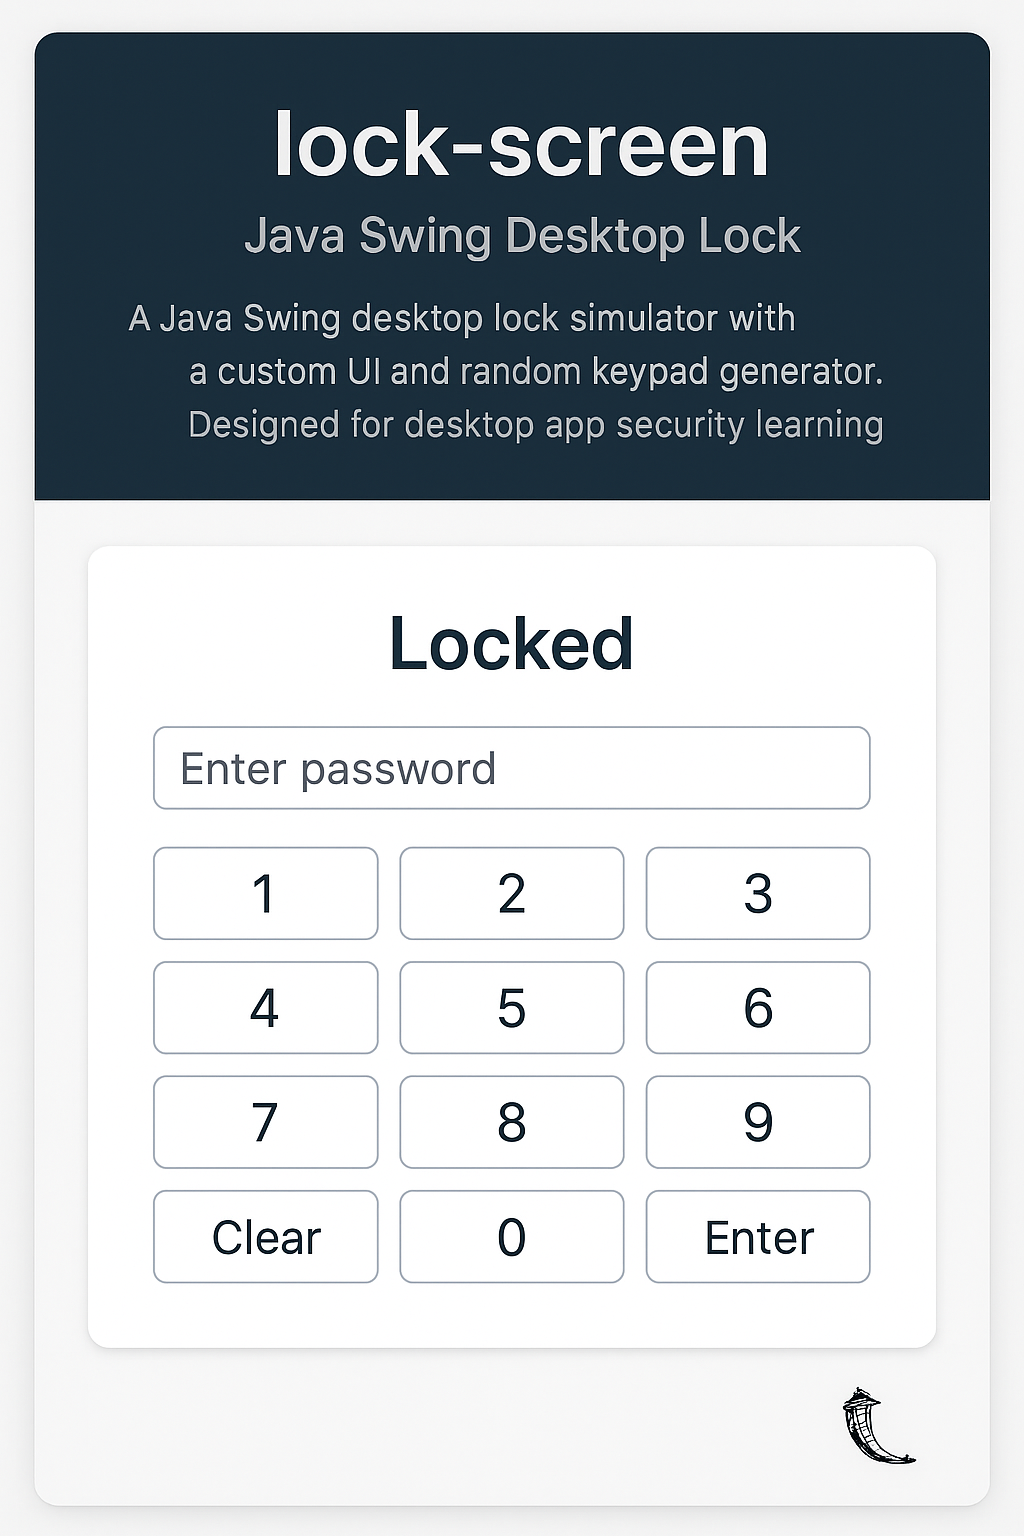 lock-screen
Java Swing Desktop Lock
A Java Swing desktop lock simulator with
a custom UI and random keypad generator.
Designed for desktop app security learning
Locked
Enter password
1 2 3
4 5 6
7 8 9
Clear 0 Enter